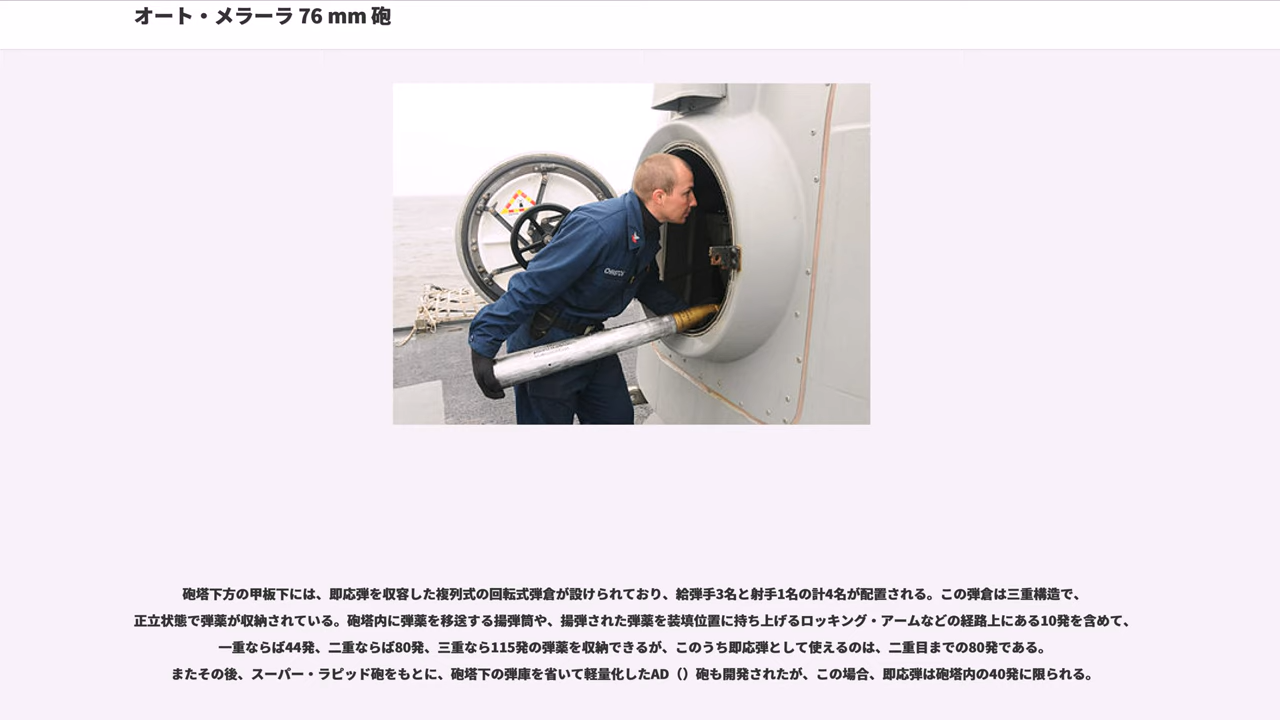 オート・メラーラ 76 mm 砲
砲塔下方の甲板下には、即応弾を収容した複列式の回転式弾倉が設けられており、給弾手3名と射手1名の計4名が配置される。この弾倉は三重構造で、
正立状態で弾薬が収納されている。砲塔内に弾薬を移送する揚弾筒や、揚弾された弾薬を装填位置に持ち上げるロッキング・アームなどの経路上にある10発を含めて、
一重ならば44発、二重ならば80発、三重なら115発の弾薬を収納できるが、このうち即応弾として使えるのは、二重目までの80発である。
またその後、スーパー・ラピッド砲をもとに、砲塔下の弾庫を省いて軽量化したAD（）砲も開発されたが、この場合、即応弾は砲塔内の40発に限られる。